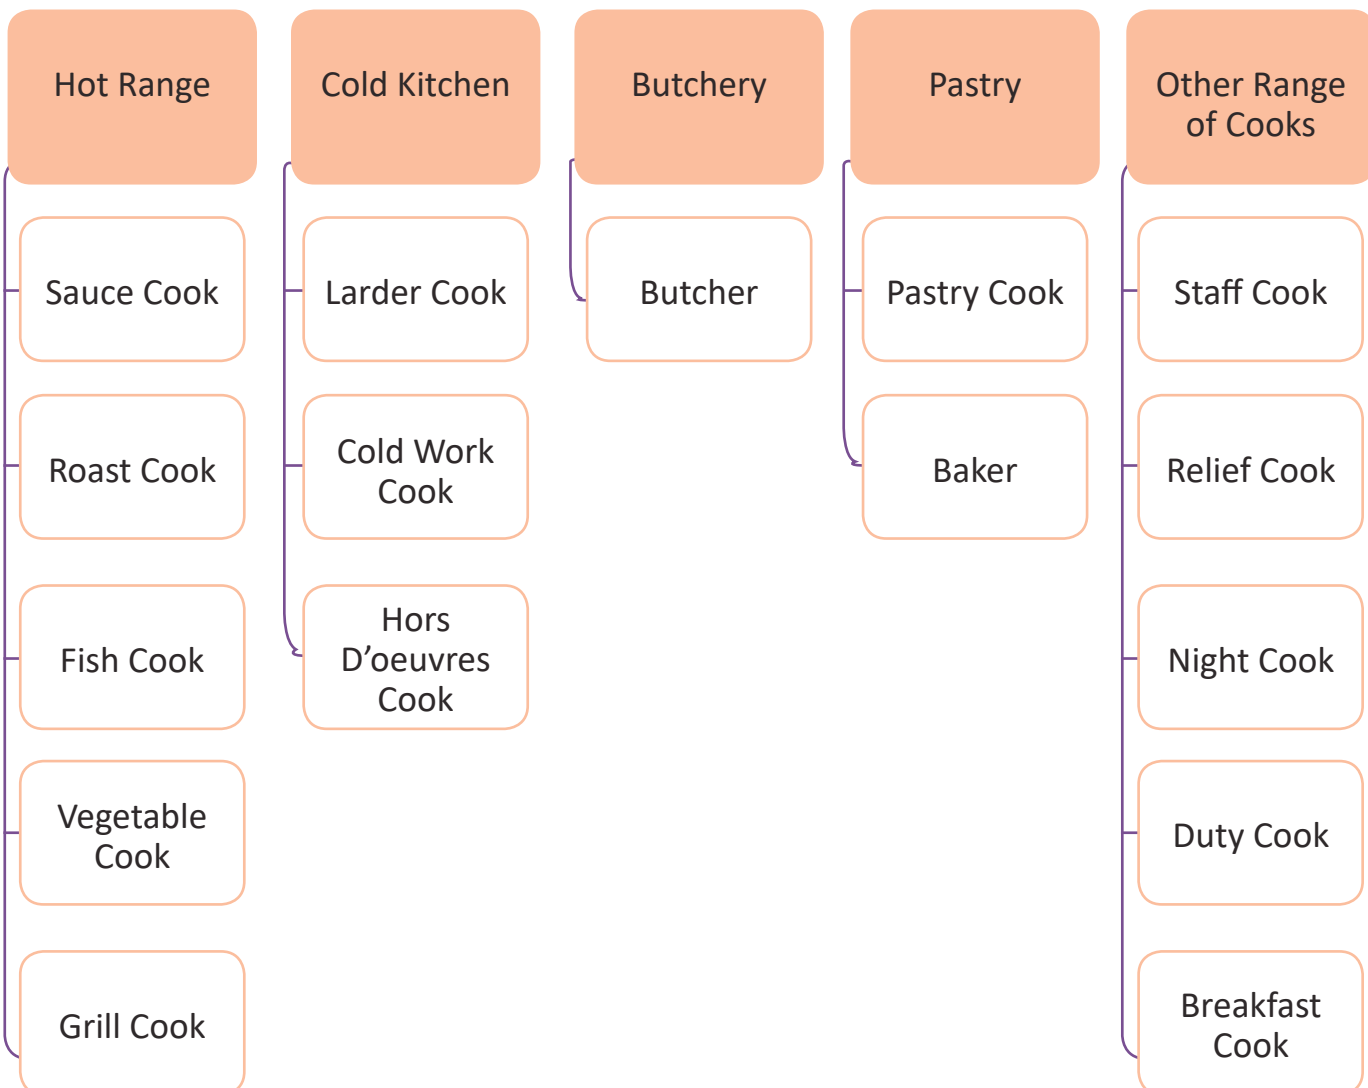 Hot Range
Sauce Cook
Roast Cook
Fish Cook
Vegetable
Cook
Grill Cook
Cold Kitchen
Larder Cook
Cold Work
Cook
Hors
D’oeuvres
Cook
Butchery
Butcher
Pastry
Pastry Cook
Baker
Other Range
of Cooks
Staff Cook
Relief Cook
Night Cook
Duty Cook
Breakfast
Cook